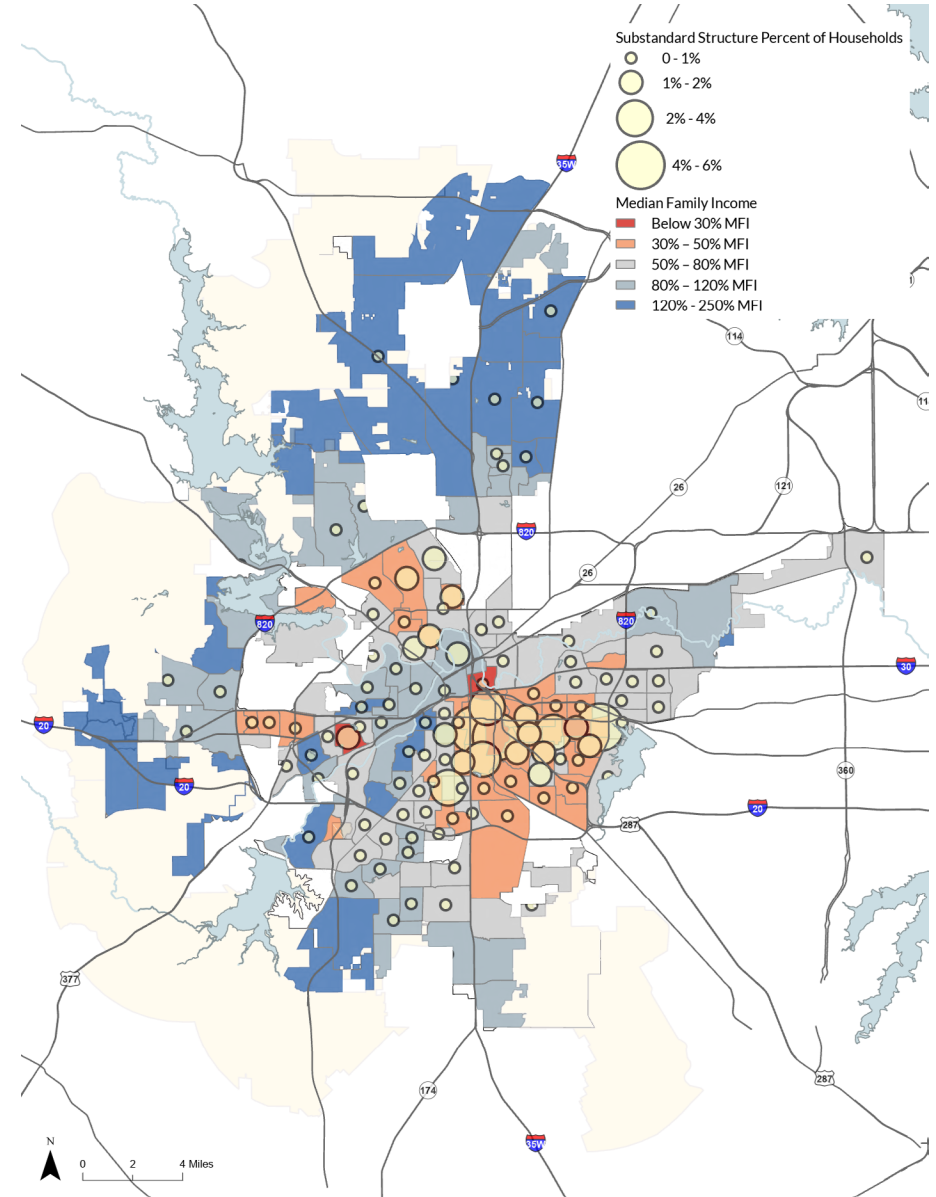 Substandard Structure Percent of Households
0 - 1%
1% - 2%
2% - 4%
4% - 6%
Median Family Income
Below 30% MFI
30% – 50% MFI
50% – 80% MFI
80% – 120% MFI
120% - 250% MFI
35W
114
26
121
820
26
820
820
30
20
20
360
20
287
377
287
174
35W
N
0 2 4 Miles